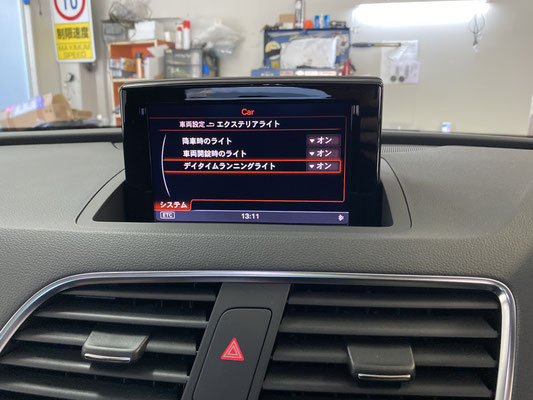 制限速度
MAXIMUM
SPEED
Car
車両設定 エクステリアライト
降車時のライト オン
車両開錠時のライト オン
デイタイムランニングライト オン
システム
ETC 13:11